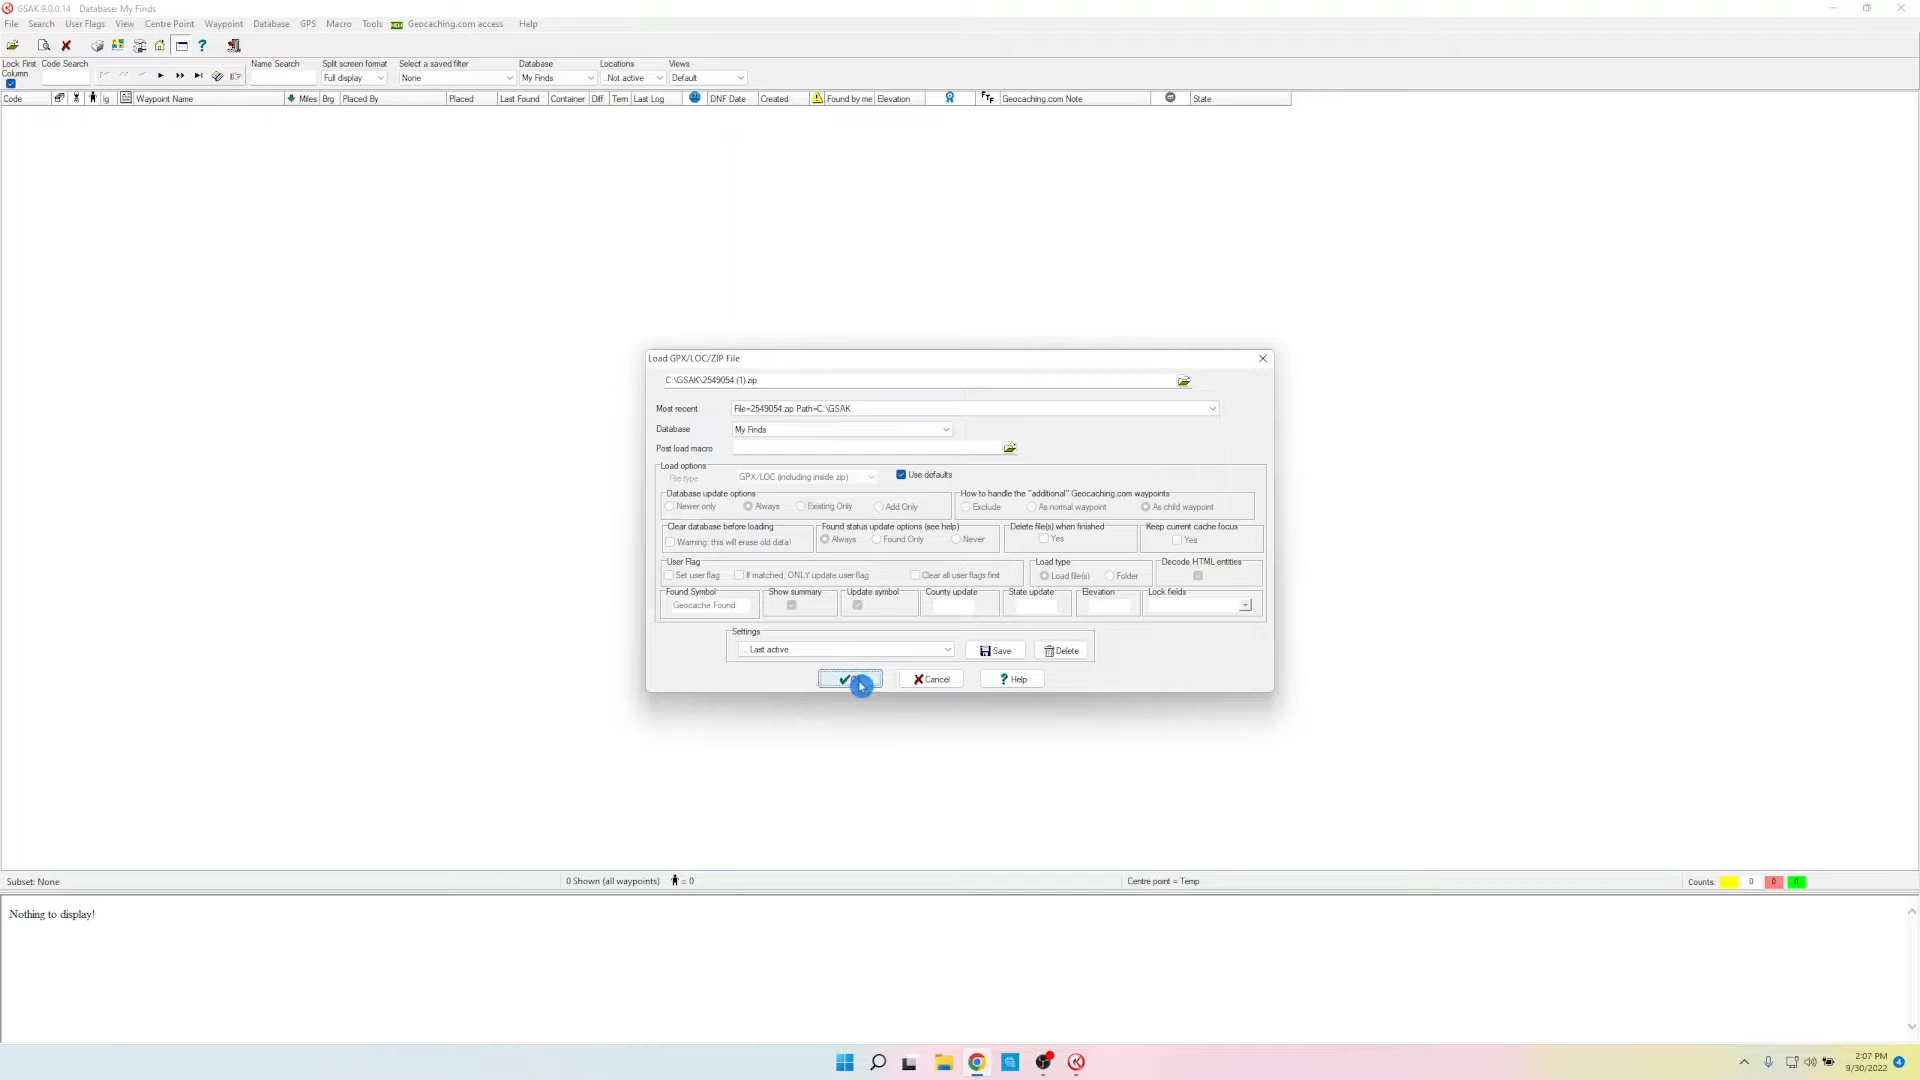 GSAK 9.0.0.14 Database: My Finds
File Search User Flags View Centre Point Waypoint Database GPS Macro Tools Geocaching.com access Help
Lock First Column Code Search Name Search Split screen format Select a saved filter Database Locations Views
Full display None My Finds ..Not active Default
Code Ig Waypoint Name Miles Brg Placed By Placed Last Found Container Diff Terr Last Log DNF Date Created Found by me Elevation FTF Geocaching.com Note State
Load GPX/LOC/ZIP File
C:\GSAK\2549054 (1).zip
Most recent File=2549054.zip Path=C:\GSAK
Database My Finds
Post load macro
Load options
File type GPX/LOC (including inside zip) Use defaults
Database update options How to handle the "additional" Geocaching.com waypoints
Newer only Always Existing Only Add Only Exclude As normal waypoint As child waypoint
Clear database before loading Found status update options (see help) Delete file(s) when finished Keep current cache focus
Warning: this will erase old data! Always Found Only Never Yes Yes
User Flag Load type Decode HTML entities
Set user flag If matched, ONLY update user flag Clear all user flags first Load file(s) Folder
Found Symbol Show summary Update symbol County update State update Elevation Lock fields
Geocache Found
Settings
.. Last active Save Delete
Cancel Help
Subset: None 0 Shown (all waypoints) = 0 Centre point = Temp Counts: 0 0 0
Nothing to display!
2:07 PM
9/30/2022 4